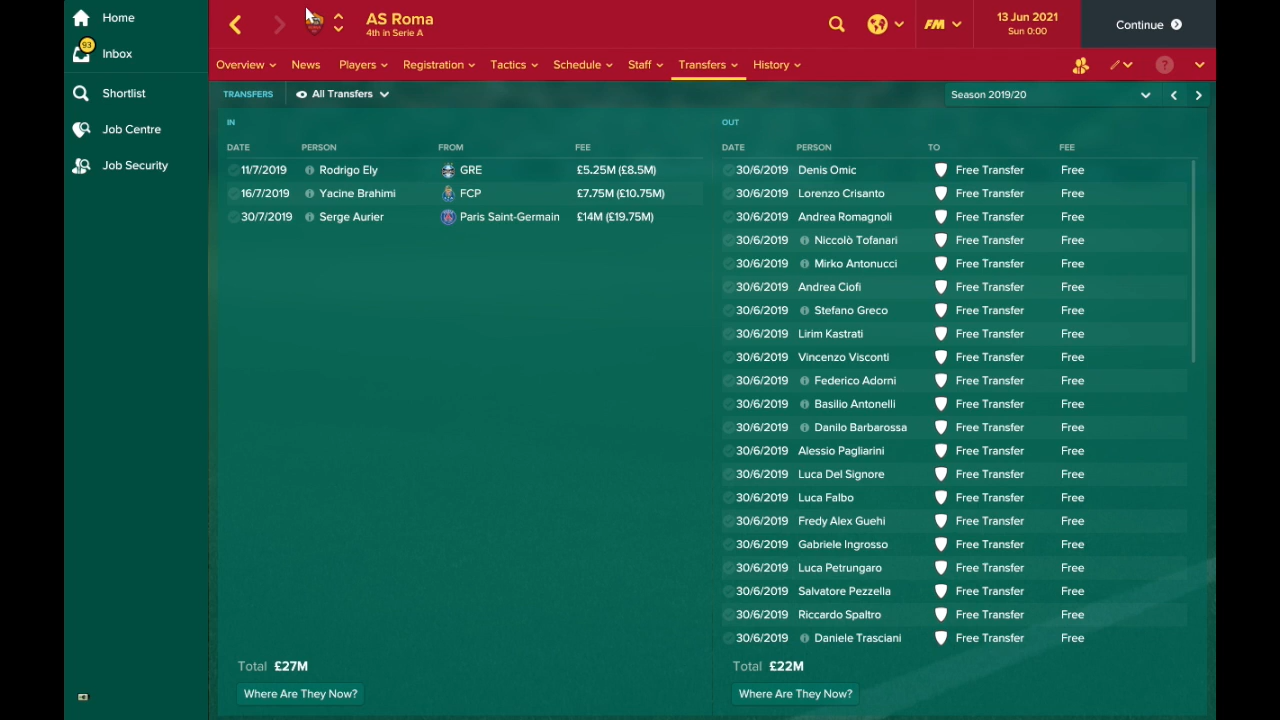 Home
93
Inbox
Shortlist
Job Centre
Job Security
AS Roma
4th in Serie A
FM
13 Jun 2021
Sun 0:00
Continue
Overview News Players Registration Tactics Schedule Staff Transfers History
?
TRANSFERS All Transfers Season 2019/20
IN
DATE PERSON FROM FEE
11/7/2019 Rodrigo Ely GRE £5.25M (£8.5M)
16/7/2019 Yacine Brahimi FCP £7.75M (£10.75M)
30/7/2019 Serge Aurier Paris Saint-Germain £14M (£19.75M)
Total £27M
Where Are They Now?
OUT
DATE PERSON TO FEE
30/6/2019 Denis Omic Free Transfer Free
30/6/2019 Lorenzo Crisanto Free Transfer Free
30/6/2019 Andrea Romagnoli Free Transfer Free
30/6/2019 Niccolò Tofanari Free Transfer Free
30/6/2019 Mirko Antonucci Free Transfer Free
30/6/2019 Andrea Ciofi Free Transfer Free
30/6/2019 Stefano Greco Free Transfer Free
30/6/2019 Lirim Kastrati Free Transfer Free
30/6/2019 Vincenzo Visconti Free Transfer Free
30/6/2019 Federico Adorni Free Transfer Free
30/6/2019 Basilio Antonelli Free Transfer Free
30/6/2019 Danilo Barbarossa Free Transfer Free
30/6/2019 Alessio Pagliarini Free Transfer Free
30/6/2019 Luca Del Signore Free Transfer Free
30/6/2019 Luca Falbo Free Transfer Free
30/6/2019 Fredy Alex Guehi Free Transfer Free
30/6/2019 Gabriele Ingrosso Free Transfer Free
30/6/2019 Luca Petrungaro Free Transfer Free
30/6/2019 Salvatore Pezzella Free Transfer Free
30/6/2019 Riccardo Spaltro Free Transfer Free
30/6/2019 Daniele Trasciani Free Transfer Free
Total £22M
Where Are They Now?